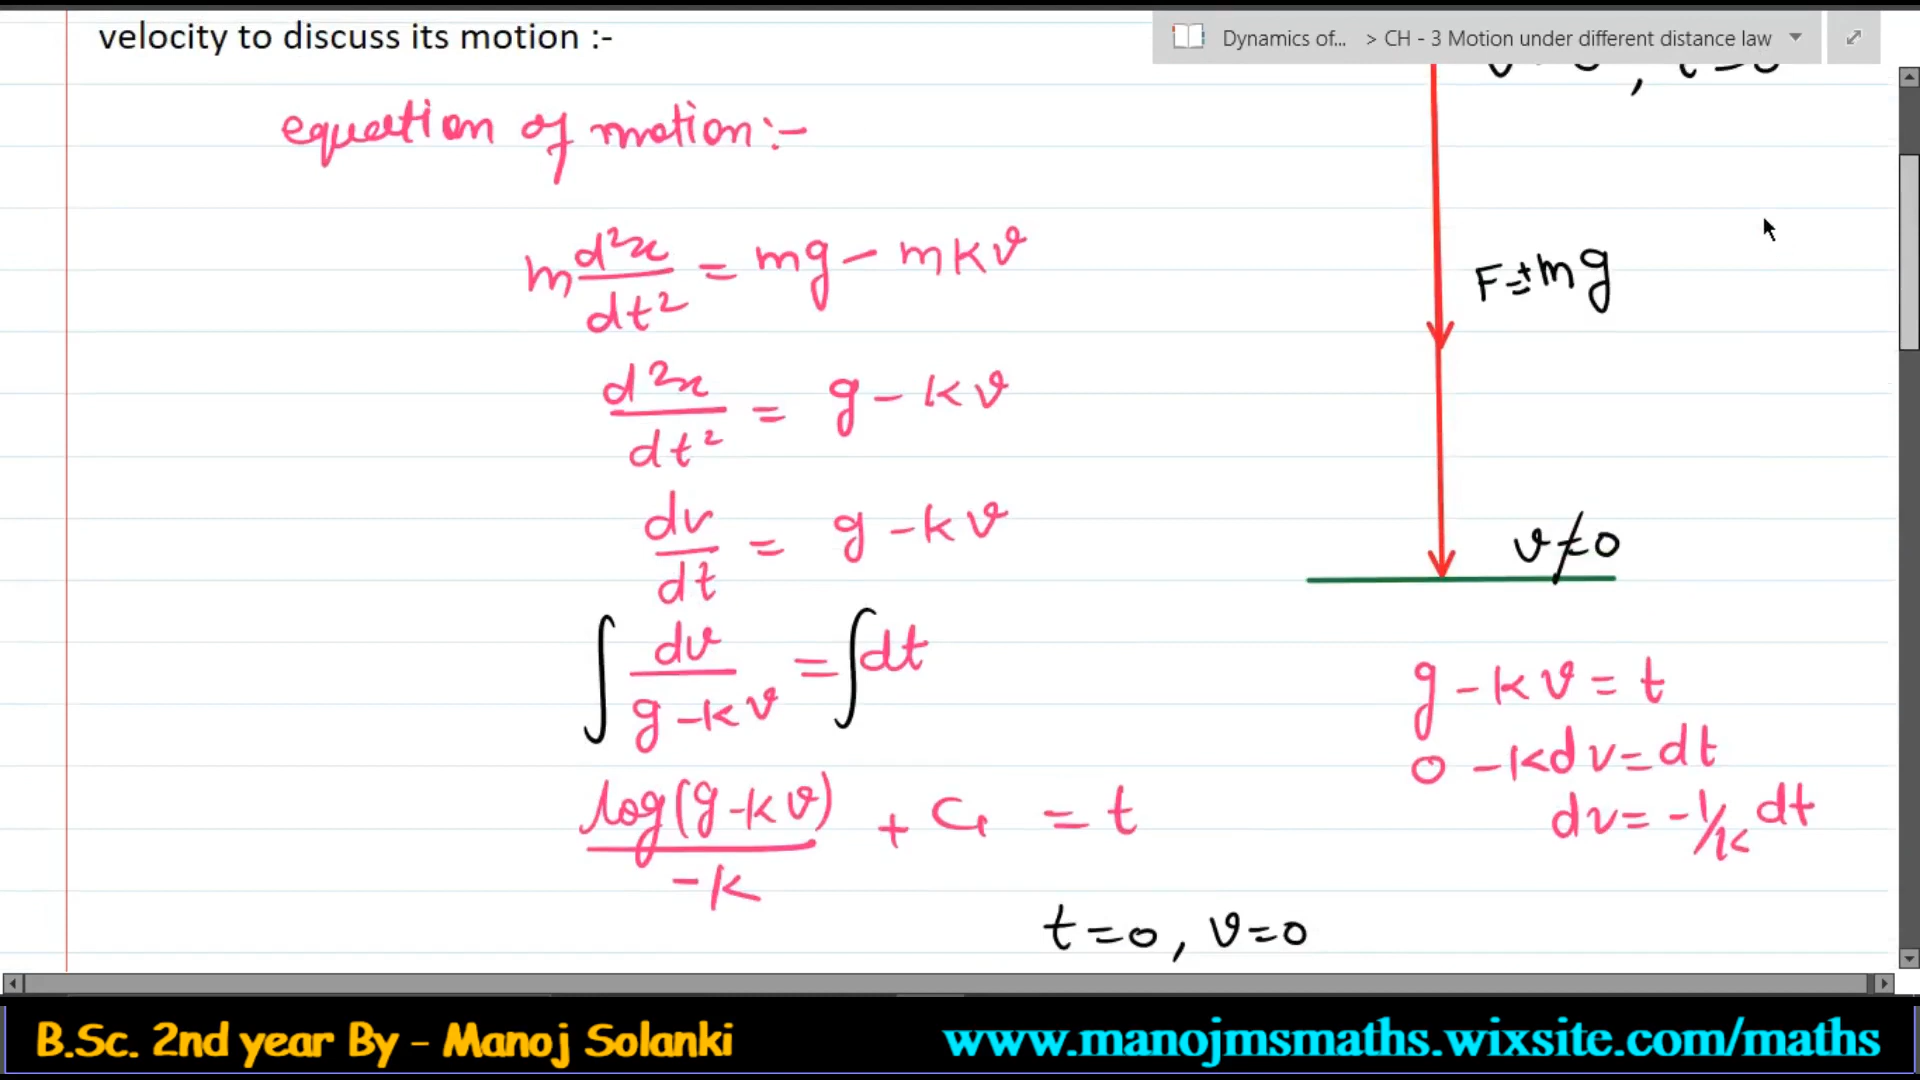 velocity to discuss its motion :-
Dynamics of... > CH - 3 Motion under different distance law
equation of motion:-
m d²x/dt² = mg - mkv
F=+mg
d²x/dt² = g - kv
dv/dt = g - kv
v≠0
∫ dv/(g-kv) = ∫dt
g - kv = t
0 - kdv = dt
log(g-kv)/-k + C₁ = t
dv = -1/k dt
t=0, v=0
B.Sc. 2nd year By - Manoj Solanki
www.manojmsmaths.wixsite.com/maths